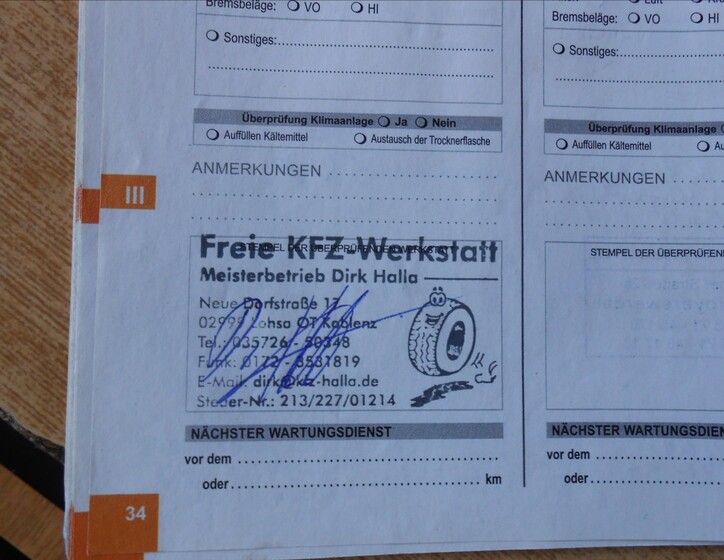 Bremsbeläge: VO HI
Sonstiges:
Überprüfung Klimaanlage Ja Nein
Auffüllen Kältemittel Austausch der Trocknerflasche
ANMERKUNGEN
III
STEMPEL DER ÜBERPRÜFENDEN WERKSTATT
Freie KFZ-Werkstatt
Meisterbetrieb Dirk Halla
Neue Dorfstraße 17
02999 Lohsa OT Koblenz
Tel.: 035726 - 50348
Funk: 0172 - 3531819
E-Mail: dirk@kfz-halla.de
Steuer-Nr.: 213/227/01214
NÄCHSTER WARTUNGSDIENST
vor dem
oder km
34
Bremsbeläge: VO HI
Sonstiges:
Überprüfung Klimaanlage
Auffüllen Kältemittel
ANMERKUNGEN
STEMPEL DER ÜBERPRÜFEN
NÄCHSTER WARTUNGSDIEN
vor dem
oder